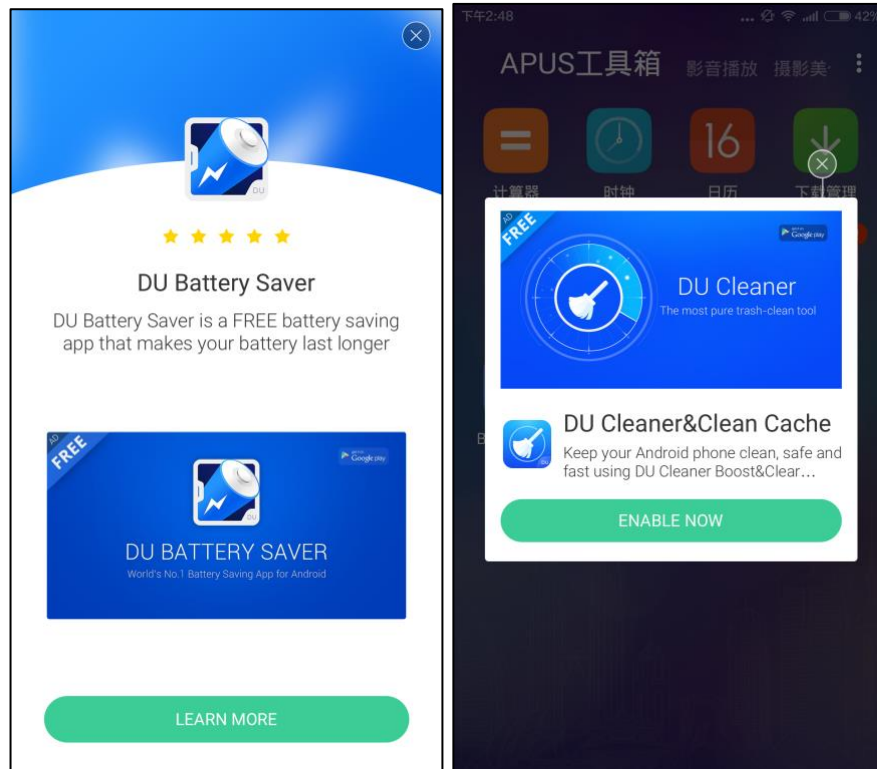 DU
DU Battery Saver
DU Battery Saver is a FREE battery saving
app that makes your battery last longer
AD
FREE
Google play
DU
DU BATTERY SAVER
World's No.1 Battery Saving App for Android
LEARN MORE
下午2:48
... 42%
APUS工具箱 影音播放 摄影美
16
计算器 时钟 日历 下载管理
AD
FREE
Google play
DU Cleaner
The most pure trash-clean tool
DU Cleaner&Clean Cache
Keep your Android phone clean, safe and
fast using DU Cleaner Boost&Clear...
DU
B
ENABLE NOW